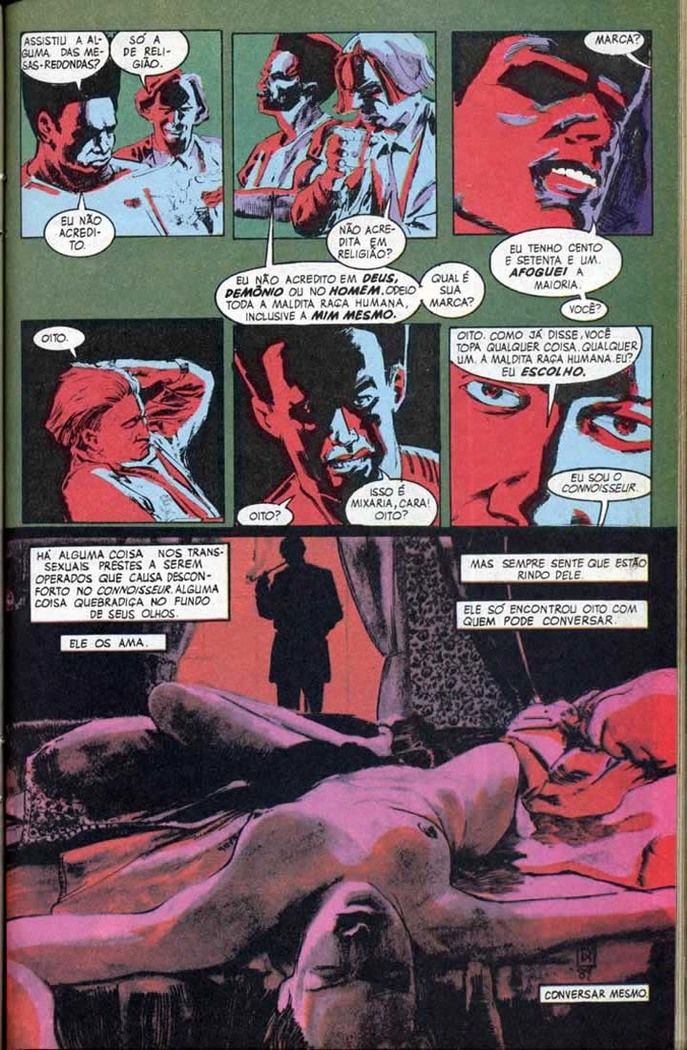 ASSISTIU A AL-
GUMA DAS ME-
SAS-REDONDAS?
SÓ A
DE RELI-
GIÃO.
EU NÃO
ACREDI-
TO.
NÃO ACRE-
DITA EM
RELIGIÃO?
EU NÃO ACREDITO EM DEUS,
DEMÔNIO OU NO HOMEM. ODEIO
TODA A MALDITA RAÇA HUMANA,
INCLUSIVE A MIM MESMO.
QUAL É
SUA
MARCA?
MARCA?
EU TENHO CENTO
E SETENTA E UM.
AFOGUEI A
MAIORIA.
VOCÊ?
OITO.
OITO?
ISSO É
MIXARIA, CARA!
OITO?
OITO. COMO JÁ DISSE, VOCÊ
TOPA QUALQUER COISA. QUALQUER
UM. A MALDITA RAÇA HUMANA. EU?
EU ESCOLHO.
EU SOU O
CONNOISSEUR.
HÁ ALGUMA COISA NOS TRANS-
SEXUAIS PRESTES A SEREM
OPERADOS QUE CAUSA DESCON-
FORTO NO CONNOISSEUR. ALGUMA
COISA QUEBRADIÇA NO FUNDO
DE SEUS OLHOS.
ELE OS AMA.
MAS SEMPRE SENTE QUE ESTÃO
RINDO DELE.
ELE SÓ ENCONTROU OITO COM
QUEM PODE CONVERSAR.
CONVERSAR MESMO.